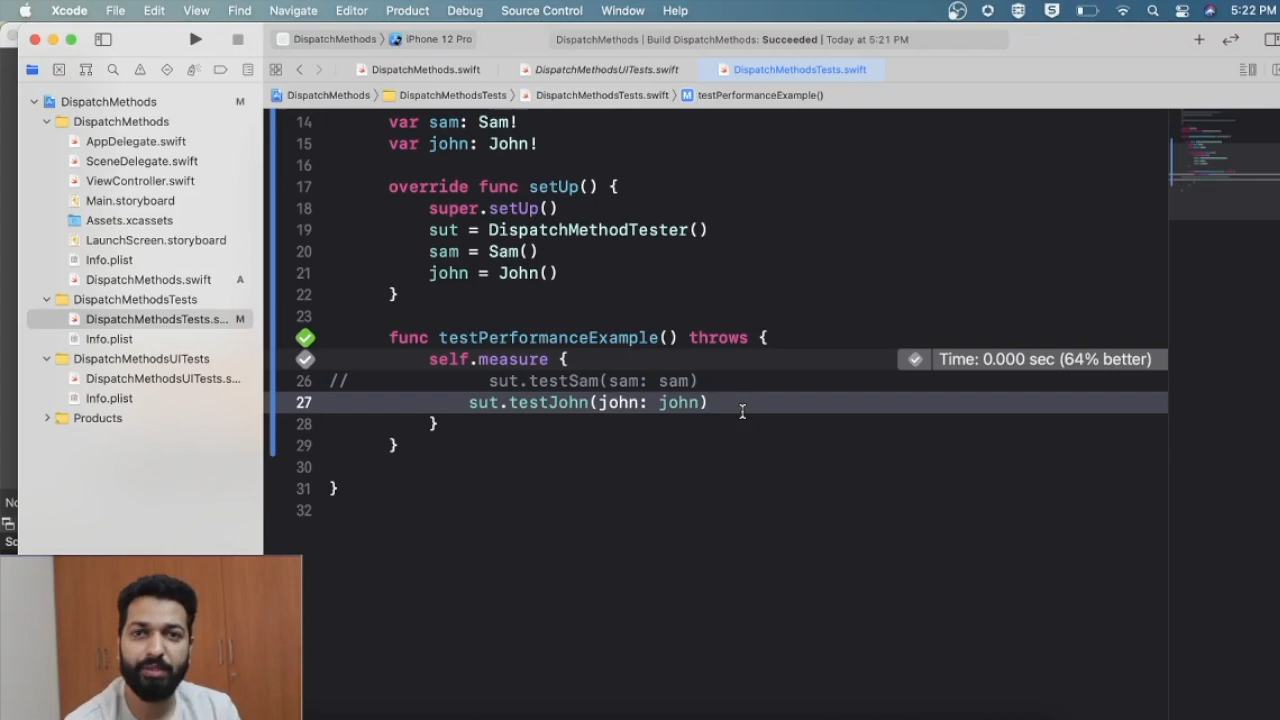 Xcode File Edit View Find Navigate Editor Product Debug Source Control Window Help 5:22 PM
DispatchMethods iPhone 12 Pro DispatchMethods | Build DispatchMethods: Succeeded | Today at 5:21 PM
DispatchMethods.swift DispatchMethodsUITests.swift DispatchMethodsTests.swift
DispatchMethods DispatchMethodsTests DispatchMethodsTests.swift M testPerformanceExample()
DispatchMethods M
DispatchMethods
AppDelegate.swift
SceneDelegate.swift
ViewController.swift
Main.storyboard
Assets.xcassets
LaunchScreen.storyboard
Info.plist
DispatchMethods.swift A
DispatchMethodsTests
DispatchMethodsTests.s... M
Info.plist
DispatchMethodsUITests
DispatchMethodsUITests.s...
Info.plist
Products
14 var sam: Sam!
15 var john: John!
16
17 override func setUp() {
18 super.setUp()
19 sut = DispatchMethodTester()
20 sam = Sam()
21 john = John()
22 }
23
func testPerformanceExample() throws {
self.measure { Time: 0.000 sec (64% better)
26 // sut.testSam(sam: sam)
27 sut.testJohn(john: john)
28 }
29 }
30
31 }
32